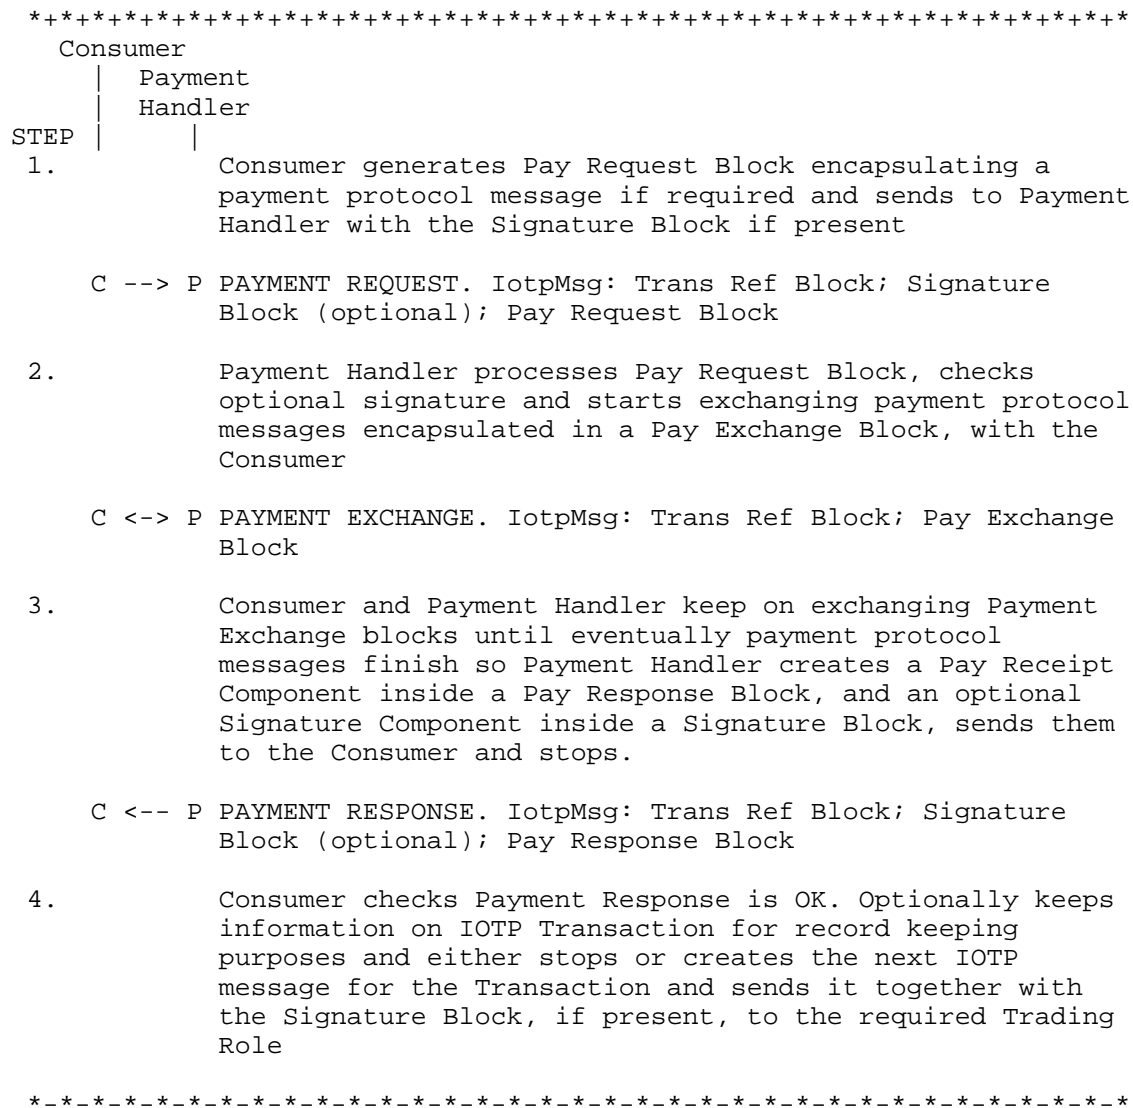 *+*+*+*+*+*+*+*+*+*+*+*+*+*+*+*+*+*+*+*+*+*+*+*+*+*+*+*+*+*+*+*+*+*+*
Consumer
| Payment
| Handler
STEP | |
1. Consumer generates Pay Request Block encapsulating a
payment protocol message if required and sends to Payment
Handler with the Signature Block if present
C --> P PAYMENT REQUEST. IotpMsg: Trans Ref Block; Signature
Block (optional); Pay Request Block
2. Payment Handler processes Pay Request Block, checks
optional signature and starts exchanging payment protocol
messages encapsulated in a Pay Exchange Block, with the
Consumer
C <-> P PAYMENT EXCHANGE. IotpMsg: Trans Ref Block; Pay Exchange
Block
3. Consumer and Payment Handler keep on exchanging Payment
Exchange blocks until eventually payment protocol
messages finish so Payment Handler creates a Pay Receipt
Component inside a Pay Response Block, and an optional
Signature Component inside a Signature Block, sends them
to the Consumer and stops.
C <-- P PAYMENT RESPONSE. IotpMsg: Trans Ref Block; Signature
Block (optional); Pay Response Block
4. Consumer checks Payment Response is OK. Optionally keeps
information on IOTP Transaction for record keeping
purposes and either stops or creates the next IOTP
message for the Transaction and sends it together with
the Signature Block, if present, to the required Trading
Role
*-*-*-*-*-*-*-*-*-*-*-*-*-*-*-*-*-*-*-*-*-*-*-*-*-*-*-*-*-*-*-*-*-*-*